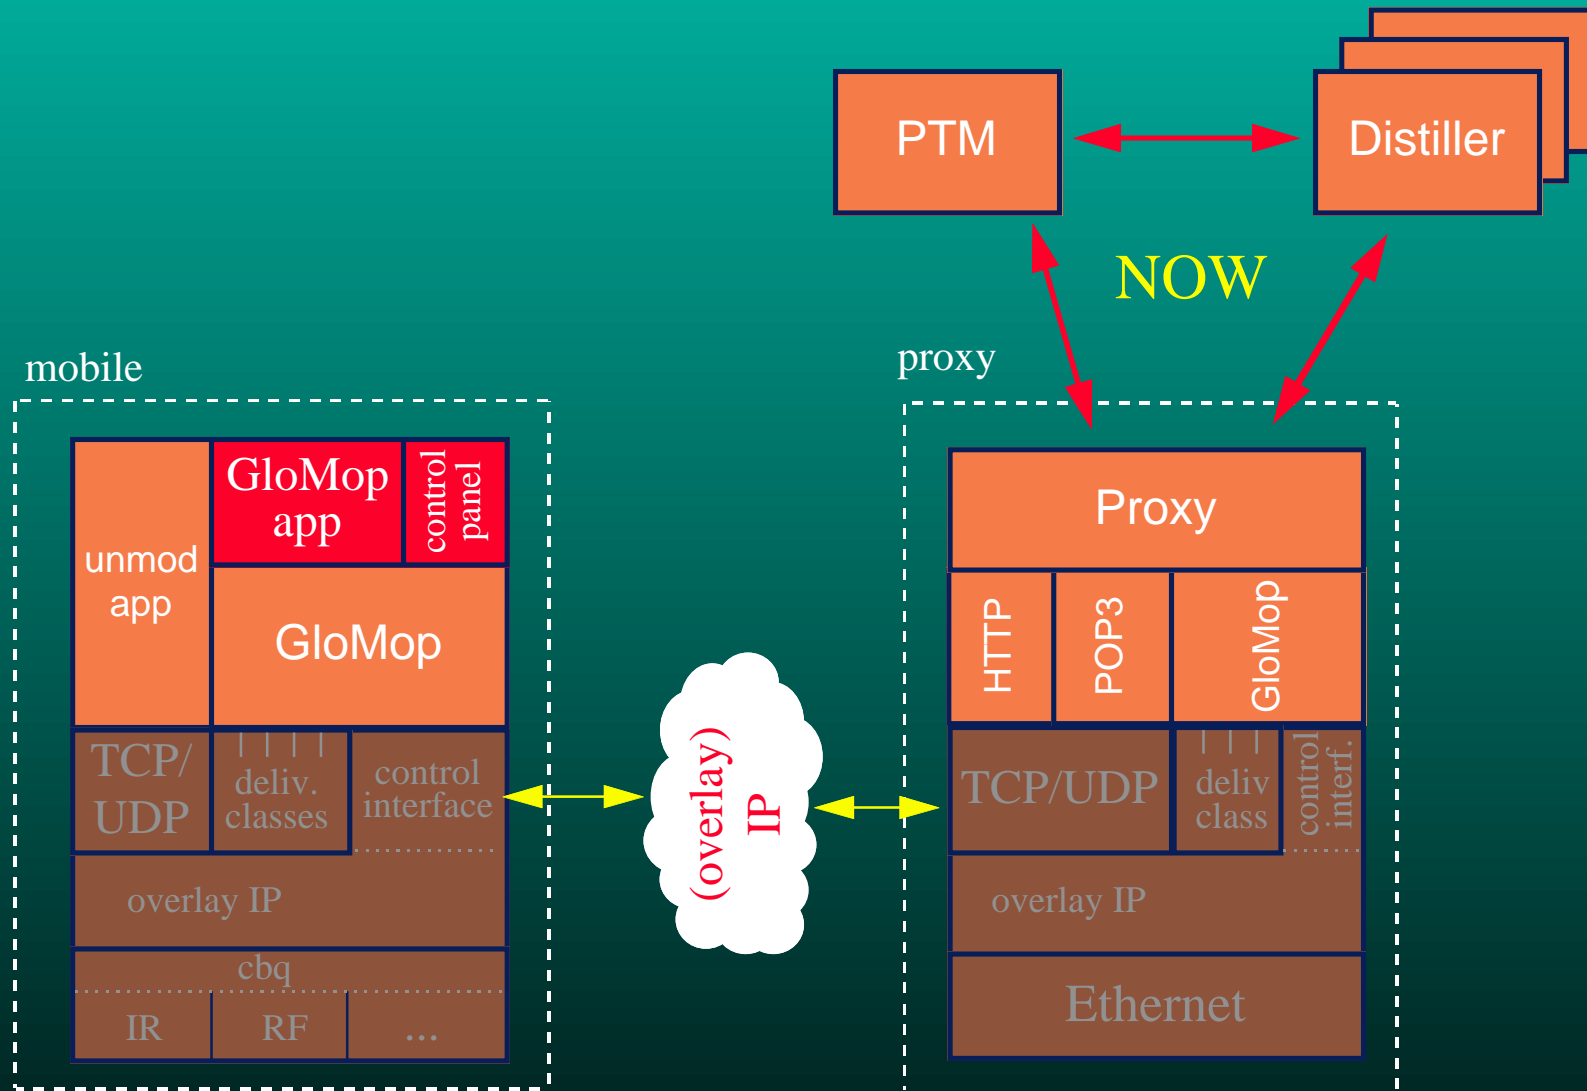 PTM
Distiller
NOW
mobile
proxy
unmod
app
GloMop
app
control
panel
GloMop
TCP/
UDP
deliv.
classes
control
interface
overlay IP
cbq
IR
RF
...
(overlay)
IP
Proxy
HTTP
POP3
GloMop
TCP/UDP
deliv
class
control
interf.
overlay IP
Ethernet